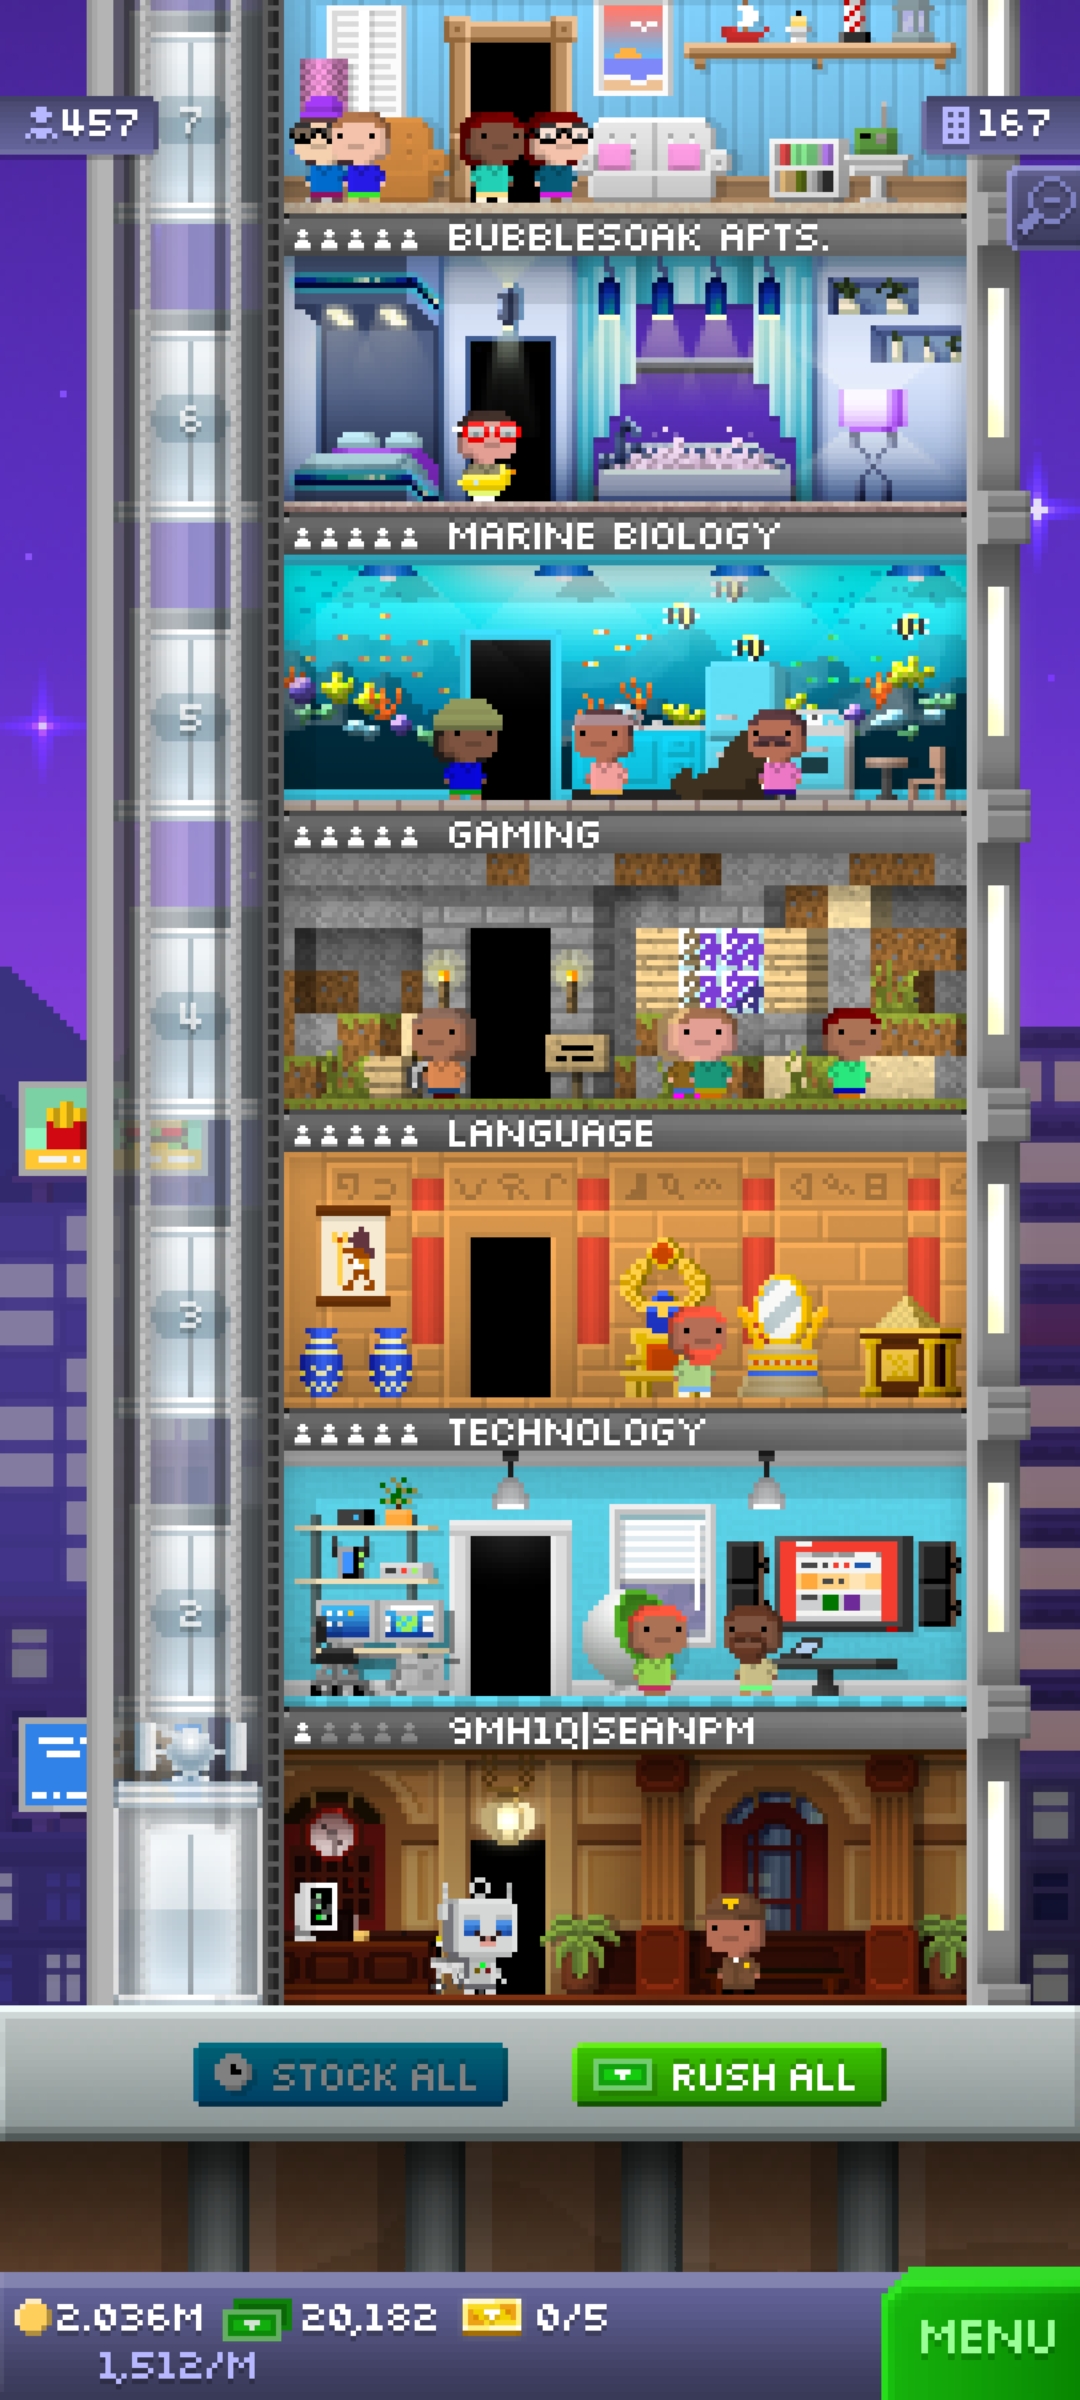 457
7
167
BUBBLESOAK APTS.
6
MARINE BIOLOGY
5
GAMING
4
LANGUAGE
3
TECHNOLOGY
2
9MH1Q|SEANPM
STOCK ALL
RUSH ALL
2.036M
20,182
0/5
1,512/M
MENU